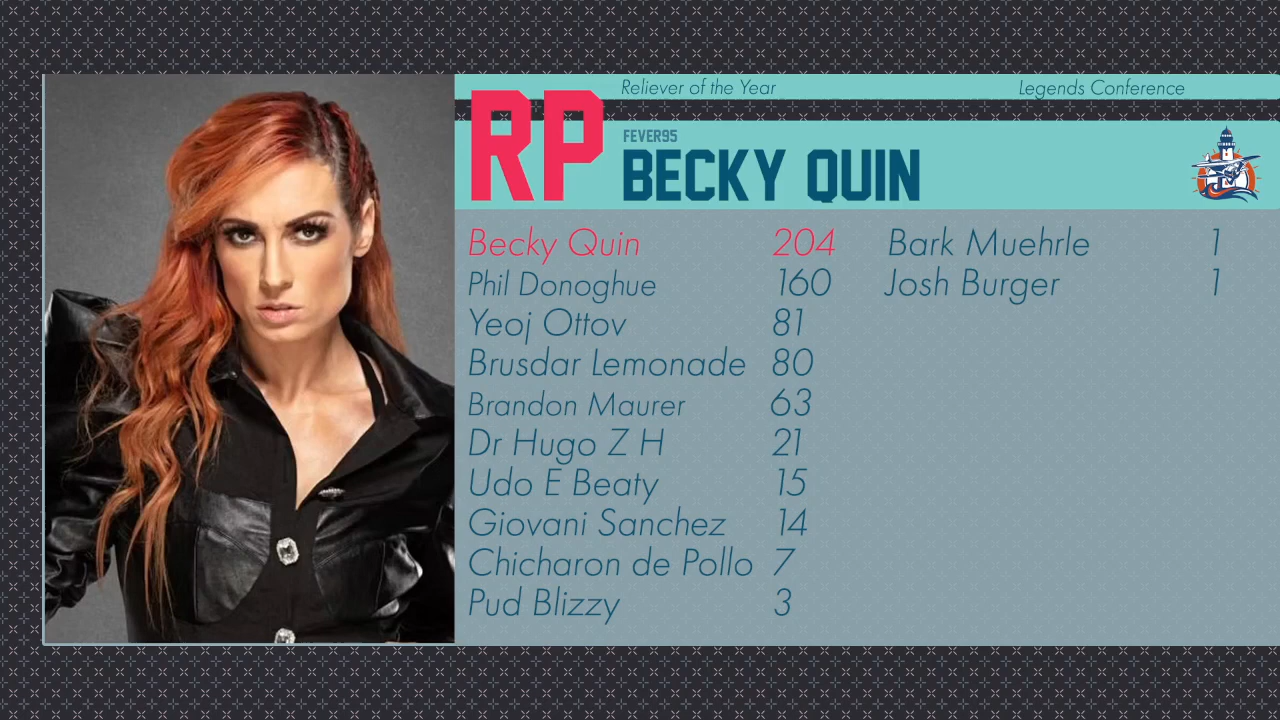 Reliever of the Year
Legends Conference
RP
FEVER95
BECKY QUIN
Becky Quin 204
Phil Donoghue 160
Yeoj Ottov 81
Brusdar Lemonade 80
Brandon Maurer 63
Dr Hugo Z H 21
Udo E Beaty 15
Giovani Sanchez 14
Chicharon de Pollo 7
Pud Blizzy 3
Bark Muehrle 1
Josh Burger 1